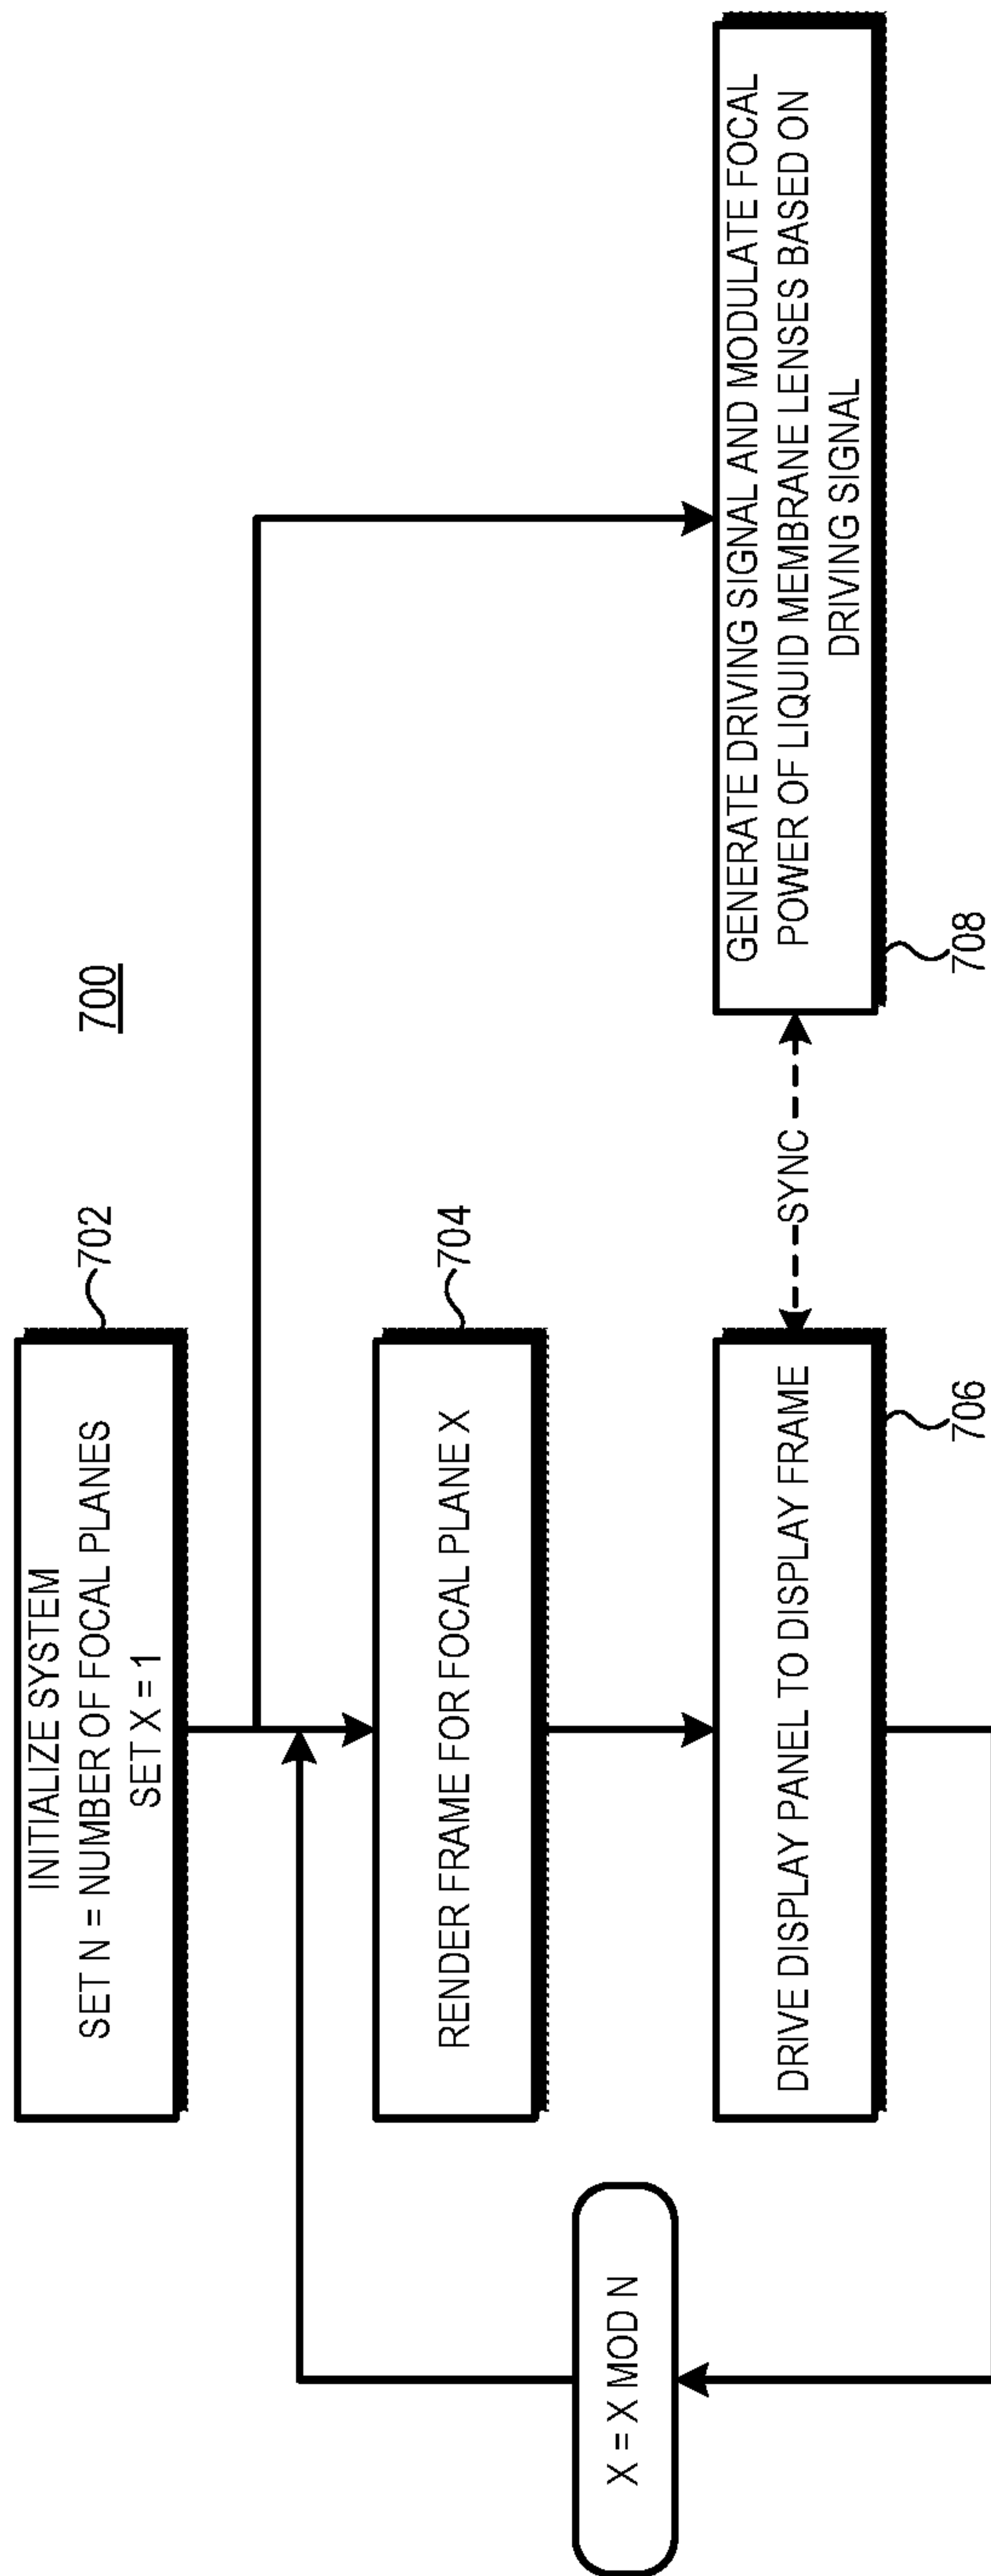 700
INITIALIZE SYSTEM
SET N = NUMBER OF FOCAL PLANES
SET X = 1
702
RENDER FRAME FOR FOCAL PLANE X
704
X = X MOD N
DRIVE DISPLAY PANEL TO DISPLAY FRAME
706
SYNC
GENERATE DRIVING SIGNAL AND MODULATE FOCAL
POWER OF LIQUID MEMBRANE LENSES BASED ON
DRIVING SIGNAL
708